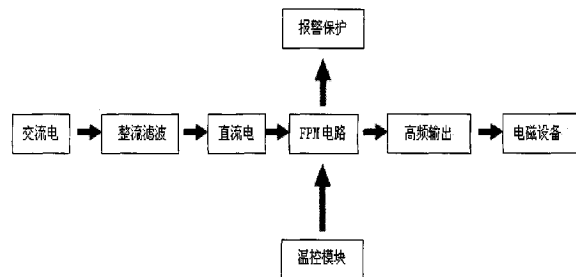 报警保护
交流电
整流滤波
直流电
FPM电路
高频输出
电磁设备
温控模块